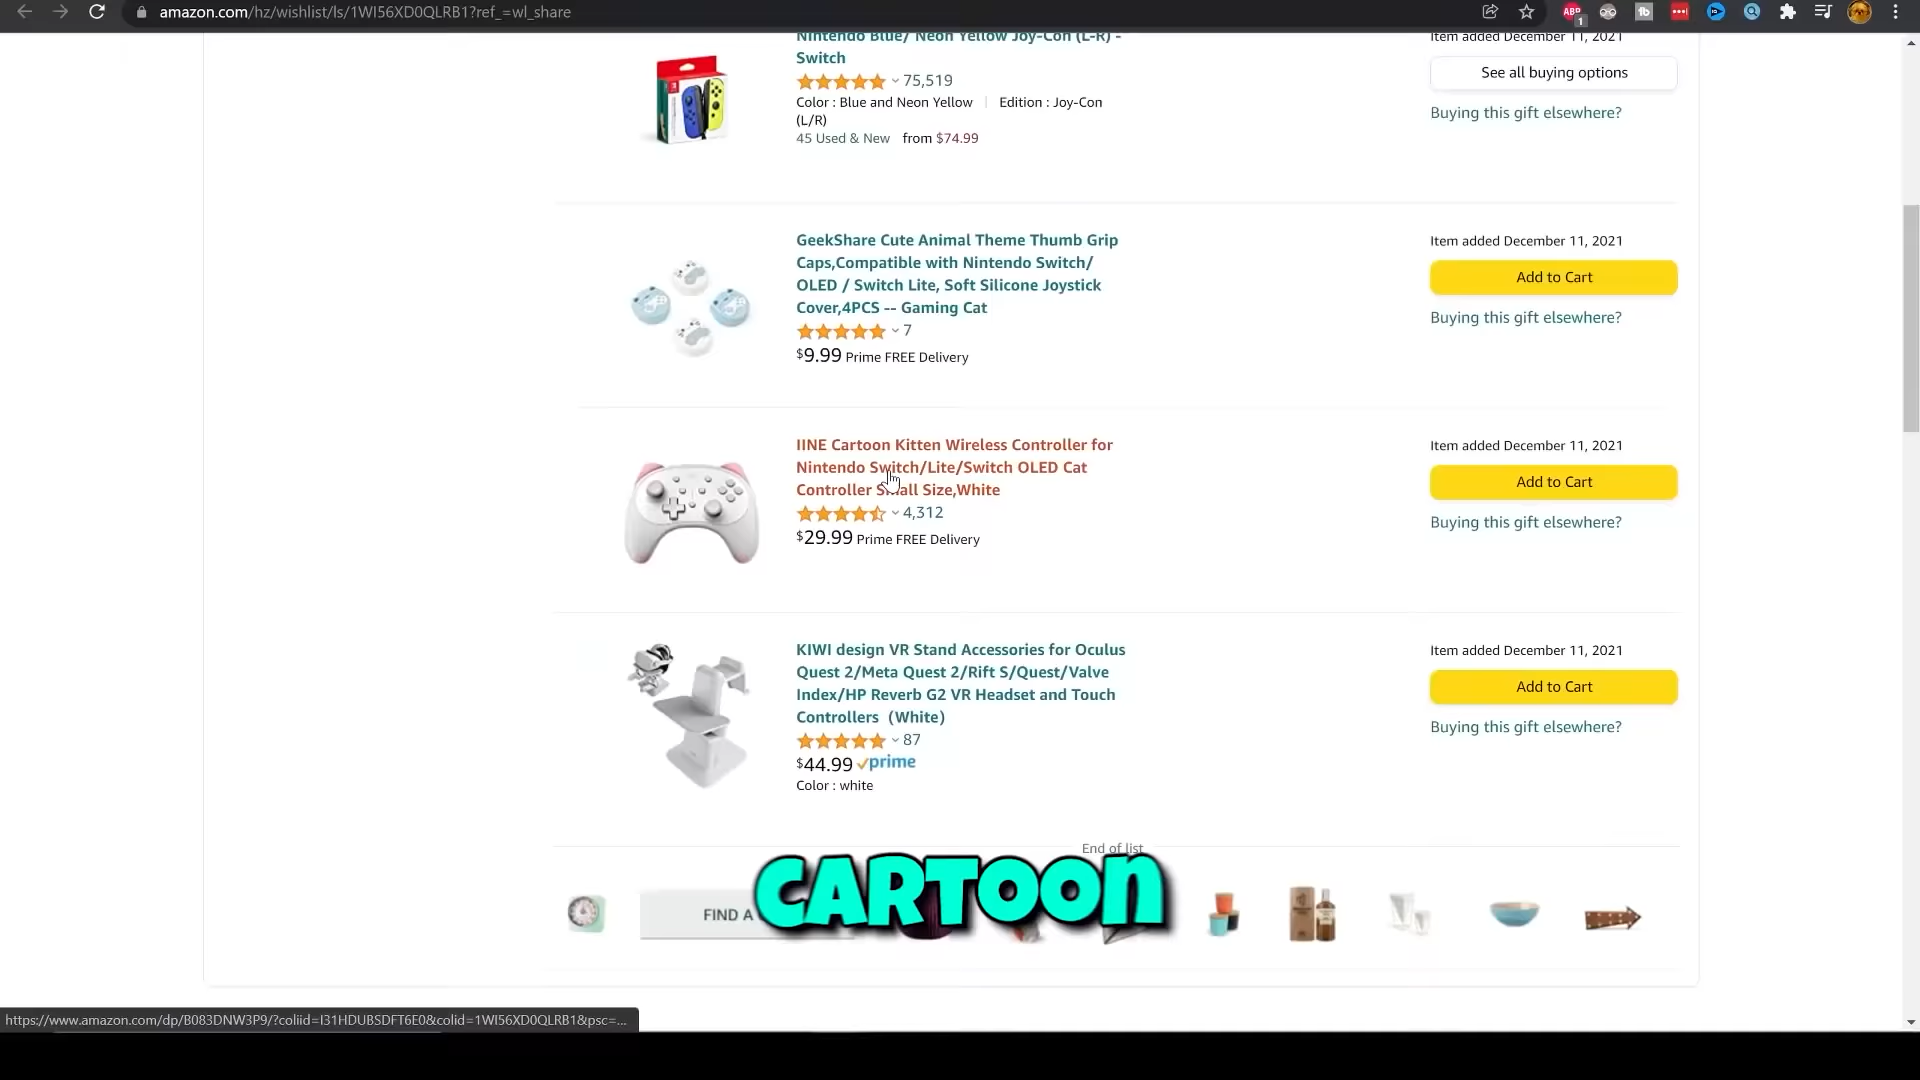 amazon.com/hz/wishlist/ls/1WI56XD0QLRB1?ref_=wl_share
ABP
1
Nintendo Blue/ Neon Yellow Joy-Con (L-R) -
Switch
75,519
Color : Blue and Neon Yellow | Edition : Joy-Con
(L/R)
45 Used & New from $74.99
Item added December 11, 2021
See all buying options
Buying this gift elsewhere?
GeekShare Cute Animal Theme Thumb Grip
Caps,Compatible with Nintendo Switch/
OLED / Switch Lite, Soft Silicone Joystick
Cover,4PCS -- Gaming Cat
7
$9.99 Prime FREE Delivery
Item added December 11, 2021
Add to Cart
Buying this gift elsewhere?
IINE Cartoon Kitten Wireless Controller for
Nintendo Switch/Lite/Switch OLED Cat
Controller Small Size,White
4,312
$29.99 Prime FREE Delivery
Item added December 11, 2021
Add to Cart
Buying this gift elsewhere?
KIWI design VR Stand Accessories for Oculus
Quest 2/Meta Quest 2/Rift S/Quest/Valve
Index/HP Reverb G2 VR Headset and Touch
Controllers（White）
87
$44.99 prime
Color : white
Item added December 11, 2021
Add to Cart
Buying this gift elsewhere?
End of list
FIND A
CARTOON
https://www.amazon.com/dp/B083DNW3P9/?coliid=I31HDUBSDFT6E0&colid=1WI56XD0QLRB1&psc=...